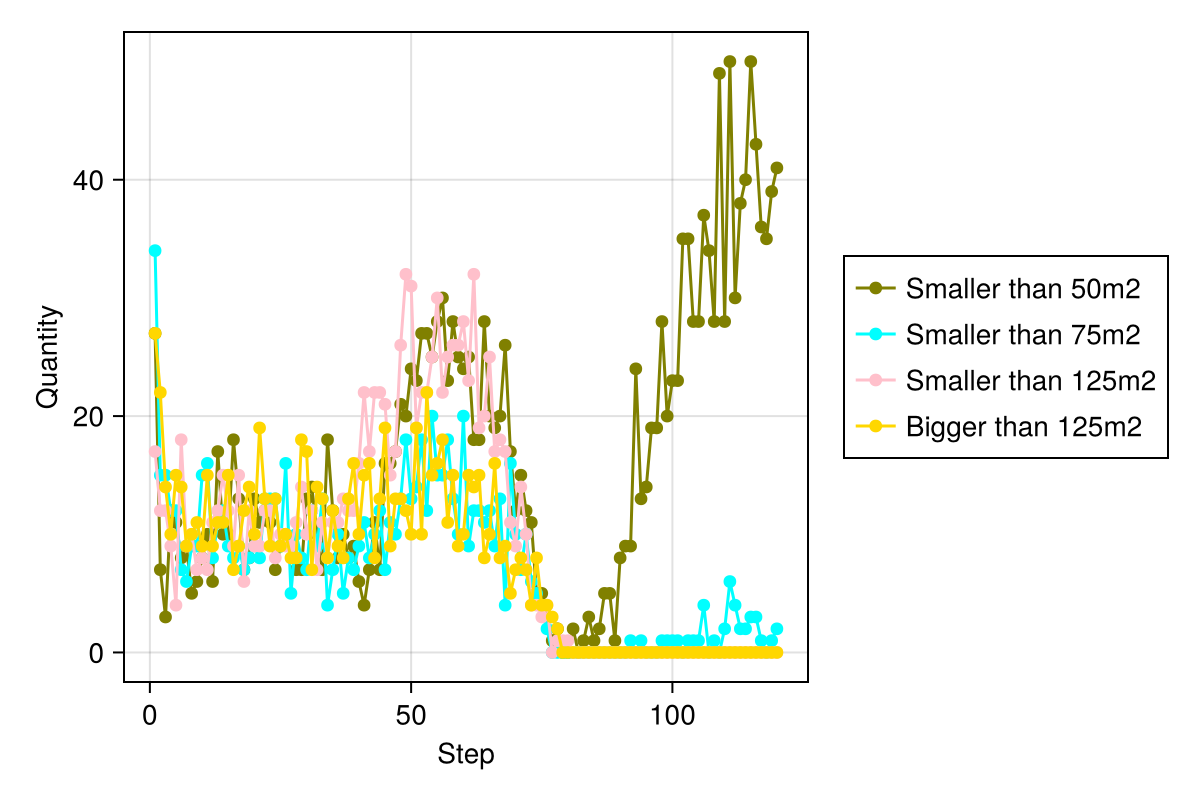 40
20
0
Quantity
0
50
100
Step
Smaller than 50m2
Smaller than 75m2
Smaller than 125m2
Bigger than 125m2